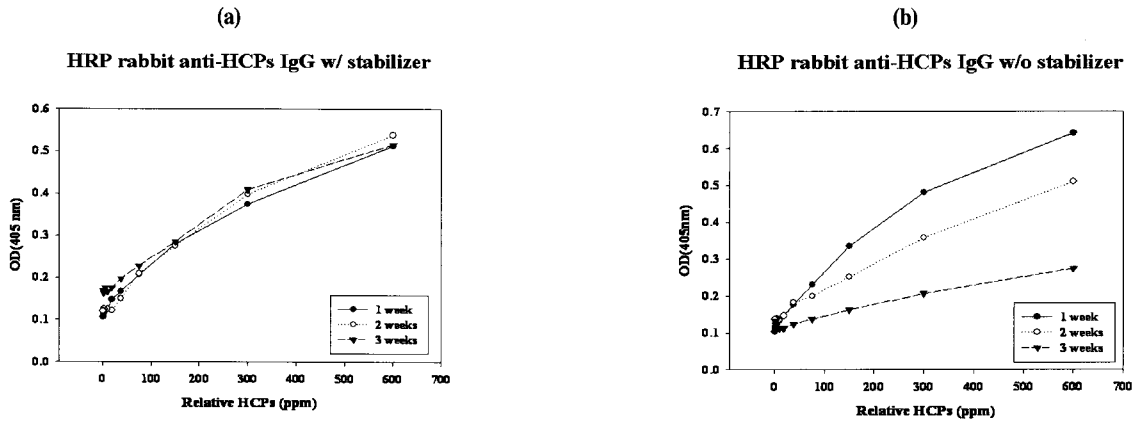 (a)
HRP rabbit anti-HCPs IgG w/ stabilizer
0.6
0.5
0.4
0.3
0.2
0.1
0.0
OD(405 nm)
1 week
2 weeks
3 weeks
0 100 200 300 400 500 600 700
Relative HCPs (ppm)
(b)
HRP rabbit anti-HCPs IgG w/o stabilizer
0.7
0.6
0.5
0.4
0.3
0.2
0.1
0.0
OD(405nm)
1 week
2 weeks
3 weeks
0 100 200 300 400 500 600 700
Relative HCPs (ppm)